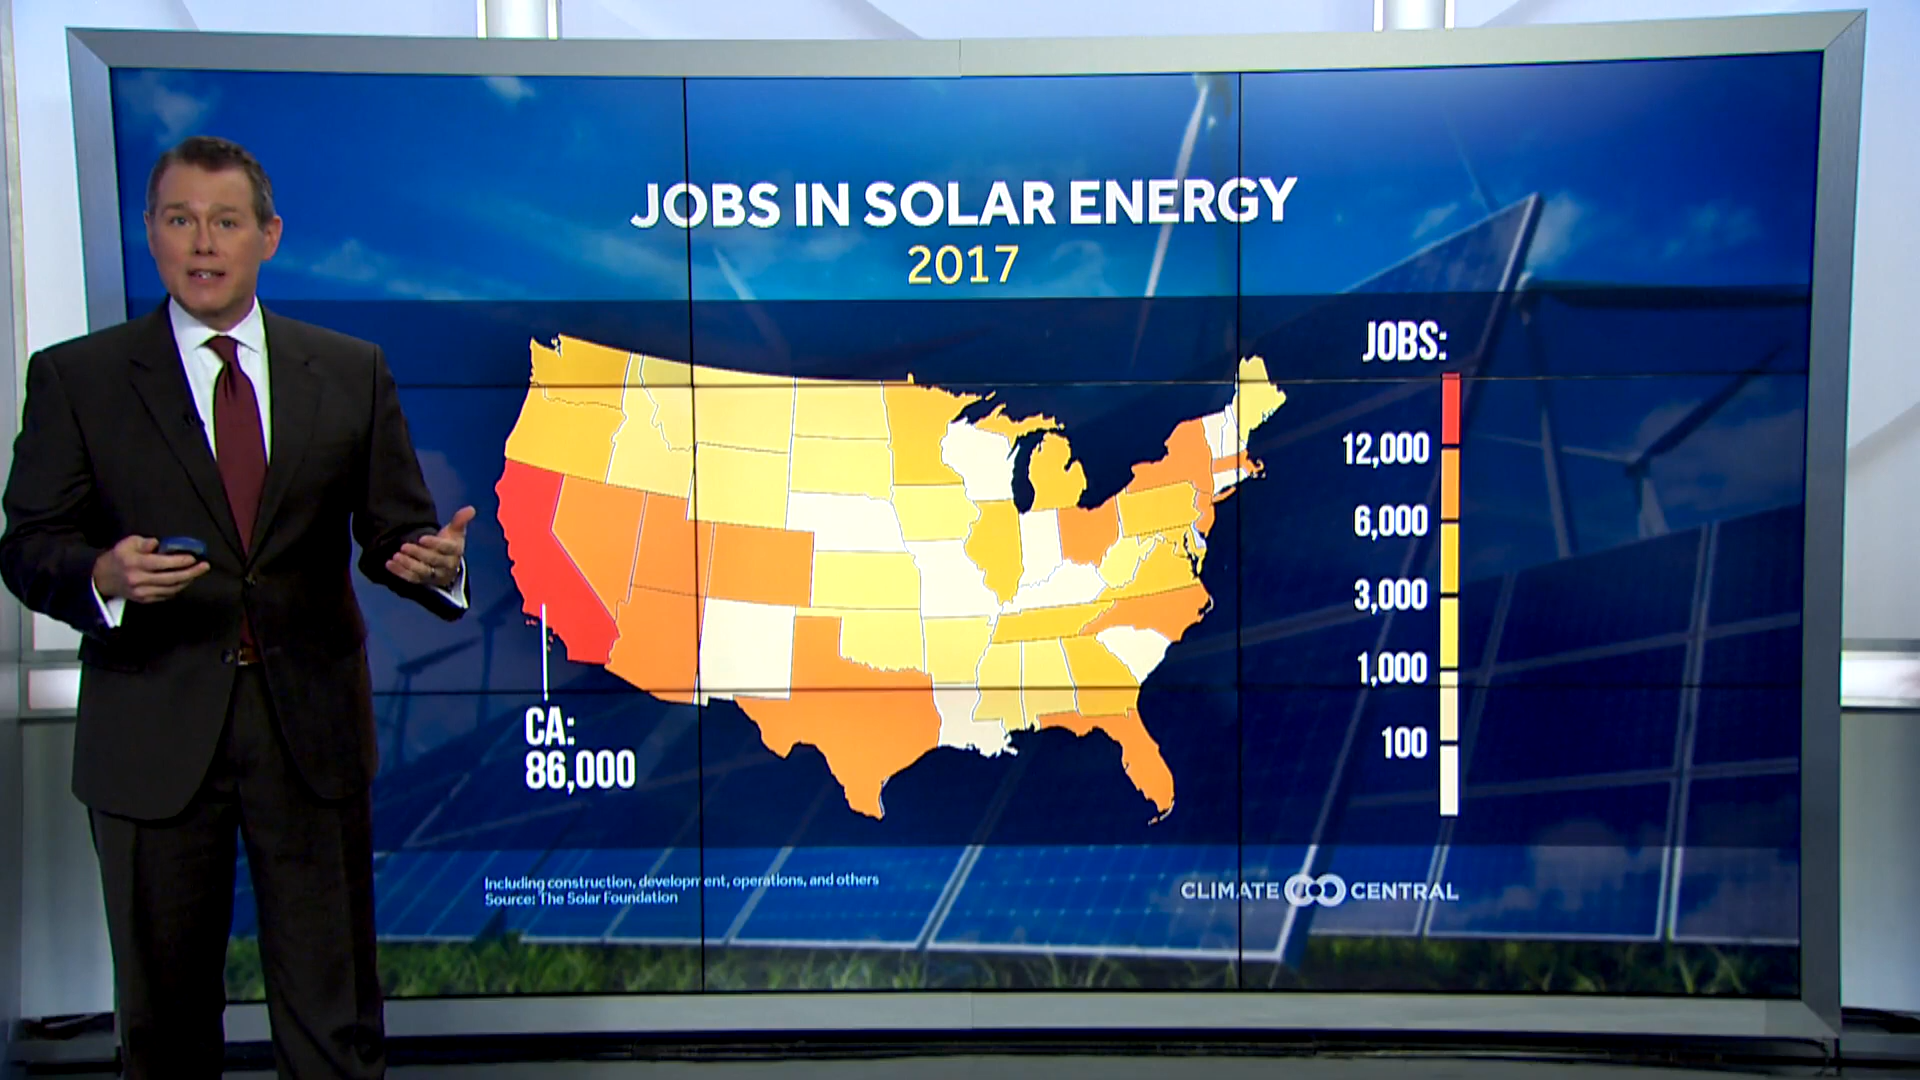 JOBS IN SOLAR ENERGY
2017
JOBS:
12,000
6,000
3,000
1,000
100
CA:
86,000
Including construction, development, operations, and others
Source: The Solar Foundation
CLIMATE CENTRAL